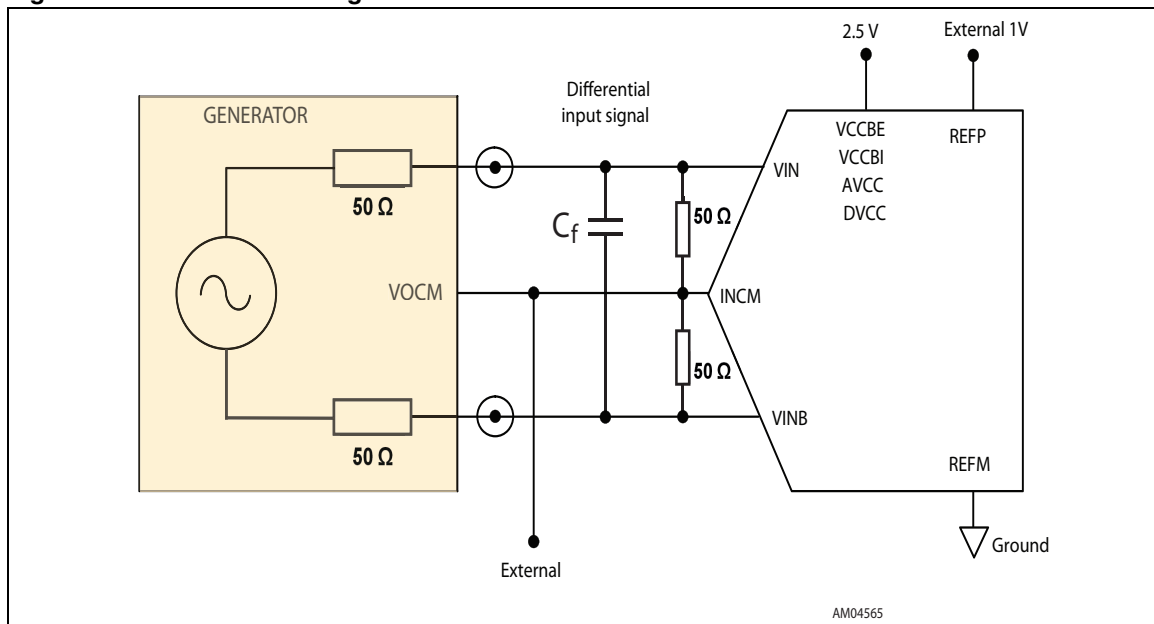 2.5 V
External 1V
Differential
input signal
GENERATOR
VCCBE
VCCBI
AVCC
DVCC
REFP
50 Ω
VIN
Cf
50 Ω
VOCM
INCM
50 Ω
50 Ω
VINB
REFM
External
Ground
AM04565